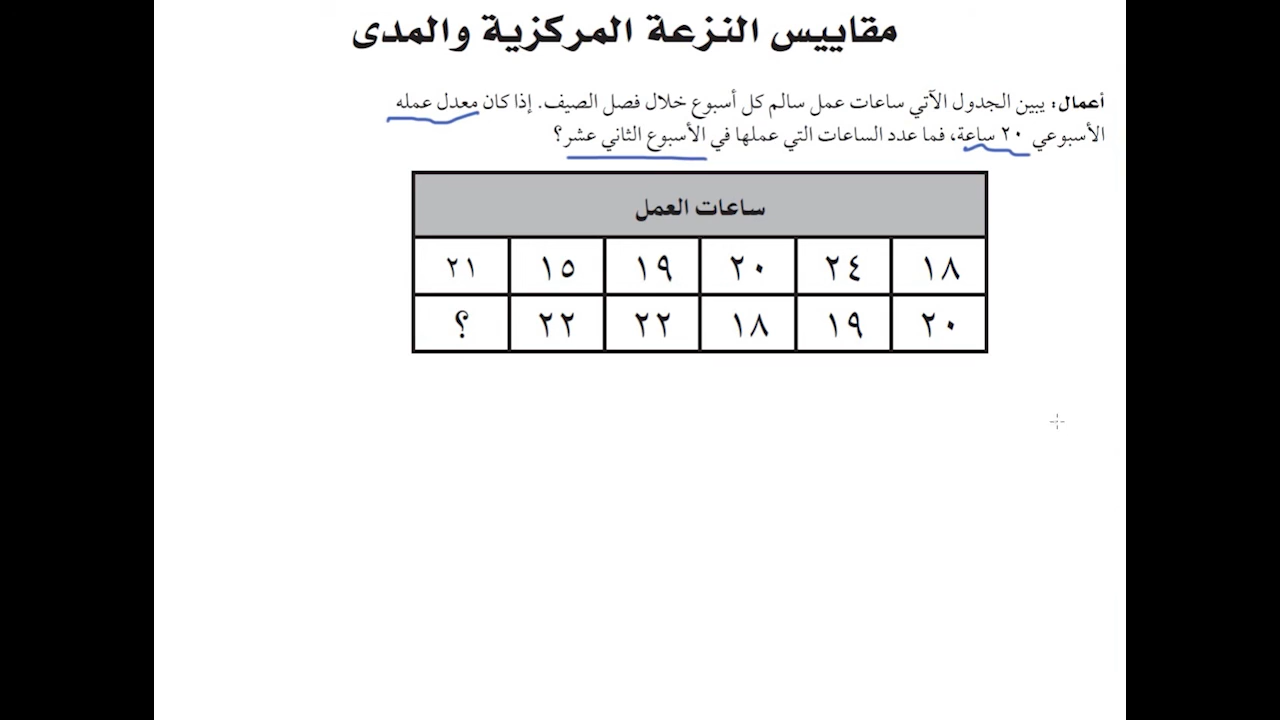 مقاييس النزعة المركزية والمدى
أعمال: يبين الجدول الآتي ساعات عمل سالم كل أسبوع خلال فصل الصيف. إذا كان معدل عمله
الأسبوعي ٢٠ ساعة، فما عدد الساعات التي عملها في الأسبوع الثاني عشر؟
ساعات العمل
١٨ ٢٤ ٢٠ ١٩ ١٥ ٢١
٢٠ ١٩ ١٨ ٢٢ ٢٢ ؟